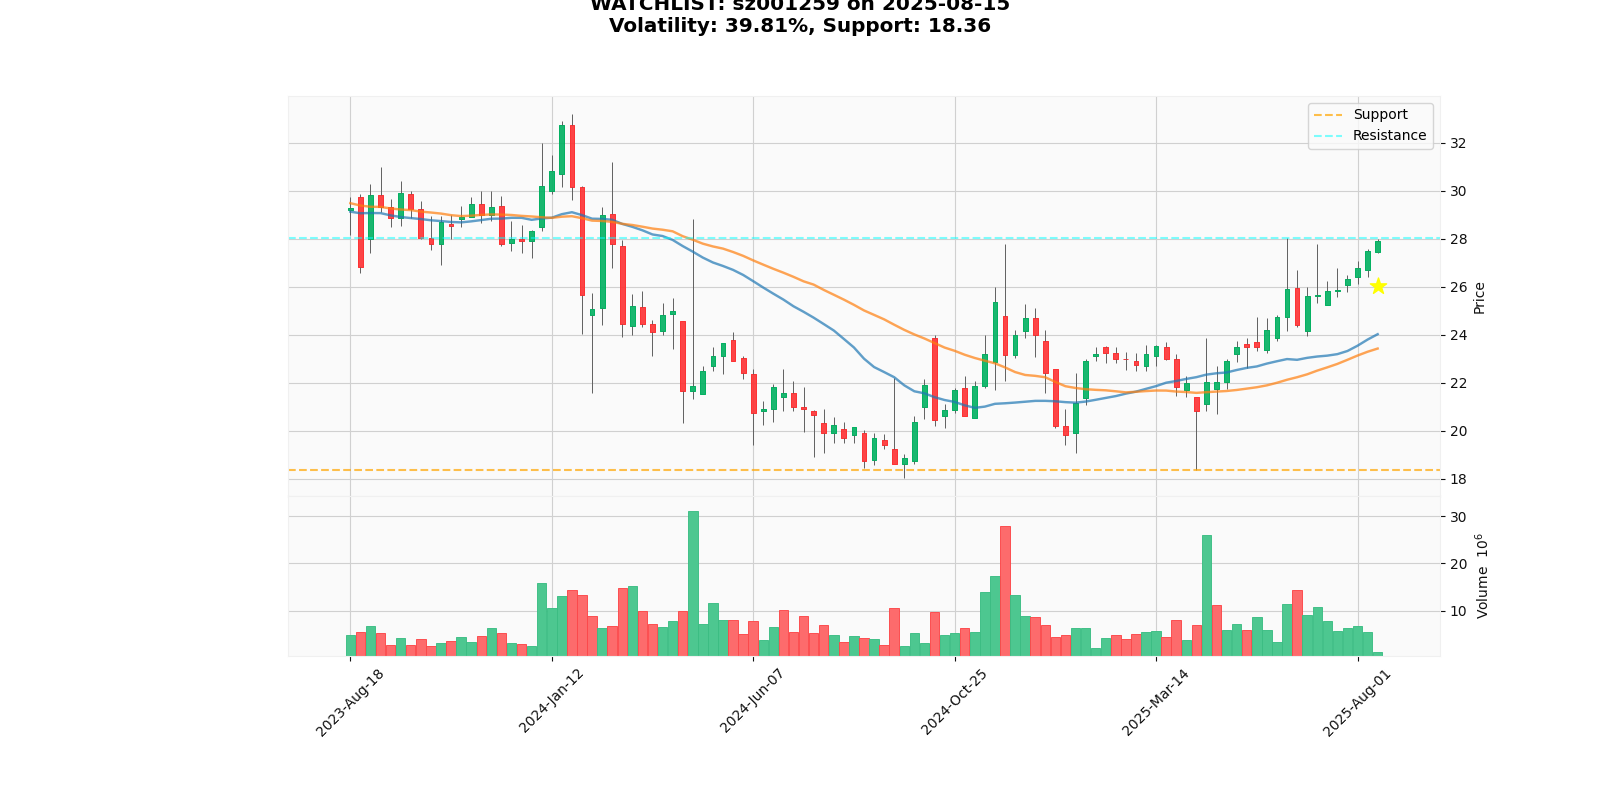 WATCHLIST: sz001259 on 2025-08-15
Volatility: 39.81%, Support: 18.36
Support
Resistance
32
30
28
26
24
22
20
18
Price
30
20
10
Volume 10⁶
2023-Aug-18
2024-Jan-12
2024-Jun-07
2024-Oct-25
2025-Mar-14
2025-Aug-01